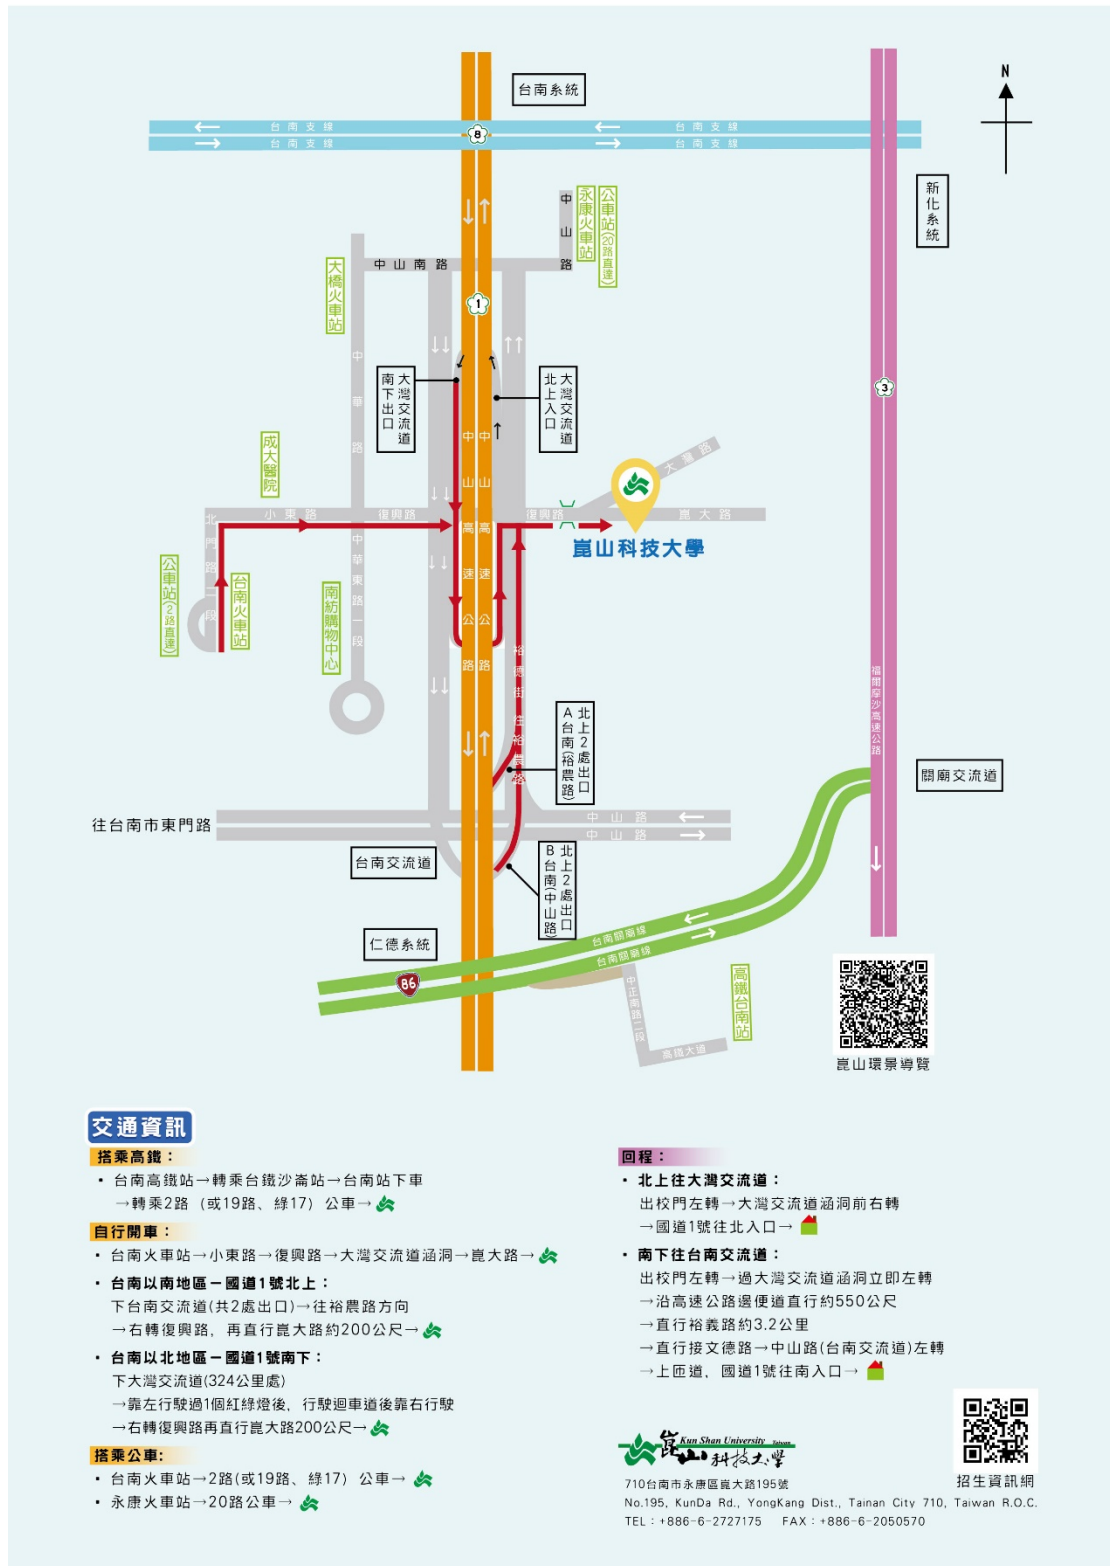 台南系統
N
台南支線
台南支線
台南支線
台南支線
8
新化系統
中山路
永康火車站
公車站(20路直達)
中山南路
大橋火車站
1
3
中華路
大灣交流道
南下出口
大灣交流道
北上入口
成大醫院
大灣路
小東路
復興路
復興路
崑大路
崑山科技大學
北門路一段
公車站(2路直達)
台南火車站
中華東路一段
南紡購物中心
中山高速公路
中山高速公路
裕德街
往裕農路
福爾摩沙高速公路
北上2處出口
A台南(裕農路)
關廟交流道
往台南市東門路
中山路
中山路
台南交流道
北上2處出口
B台南(中山路)
仁德系統
台南關廟線
台南關廟線
86
中正南路二段
高鐵大道
高鐵台南站
崑山環景導覽
交通資訊
搭乘高鐵：
• 台南高鐵站→轉乘台鐵沙崙站→台南站下車
→轉乘2路 (或19路、綠17) 公車→
自行開車：
• 台南火車站→小東路→復興路→大灣交流道涵洞→崑大路→
• 台南以南地區－國道1號北上：
下台南交流道(共2處出口)→往裕農路方向
→右轉復興路，再直行崑大路約200公尺→
• 台南以北地區－國道1號南下：
下大灣交流道(324公里處)
→靠左行駛過1個紅綠燈後，行駛迴車道後靠右行駛
→右轉復興路再直行崑大路200公尺→
搭乘公車:
• 台南火車站→2路(或19路、綠17) 公車→
• 永康火車站→20路公車→
回程：
• 北上往大灣交流道：
出校門左轉→大灣交流道涵洞前右轉
→國道1號往北入口→
• 南下往台南交流道：
出校門左轉→過大灣交流道涵洞立即左轉
→沿高速公路邊便道直行約550公尺
→直行裕義路約3.2公里
→直行接文德路→中山路(台南交流道)左轉
→上匝道，國道1號往南入口→
Kun Shan University Taiwan
崑山科技大學
招生資訊網
710台南市永康區崑大路195號
No.195, KunDa Rd., YongKang Dist., Tainan City 710, Taiwan R.O.C.
TEL：+886-6-2727175 FAX：+886-6-2050570